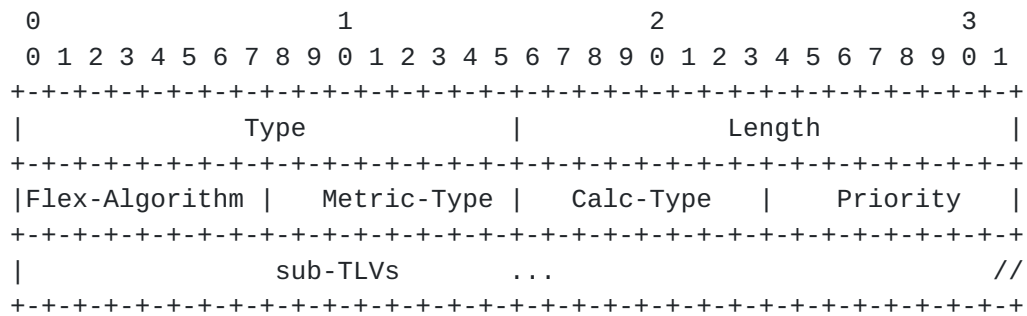 0                   1                   2                   3
 0 1 2 3 4 5 6 7 8 9 0 1 2 3 4 5 6 7 8 9 0 1 2 3 4 5 6 7 8 9 0 1
+-+-+-+-+-+-+-+-+-+-+-+-+-+-+-+-+-+-+-+-+-+-+-+-+-+-+-+-+-+-+-+-+
|              Type             |             Length            |
+-+-+-+-+-+-+-+-+-+-+-+-+-+-+-+-+-+-+-+-+-+-+-+-+-+-+-+-+-+-+-+-+
|Flex-Algorithm |   Metric-Type |   Calc-Type   |    Priority   |
+-+-+-+-+-+-+-+-+-+-+-+-+-+-+-+-+-+-+-+-+-+-+-+-+-+-+-+-+-+-+-+-+
|                sub-TLVs       ...                            //
+-+-+-+-+-+-+-+-+-+-+-+-+-+-+-+-+-+-+-+-+-+-+-+-+-+-+-+-+-+-+-+-+